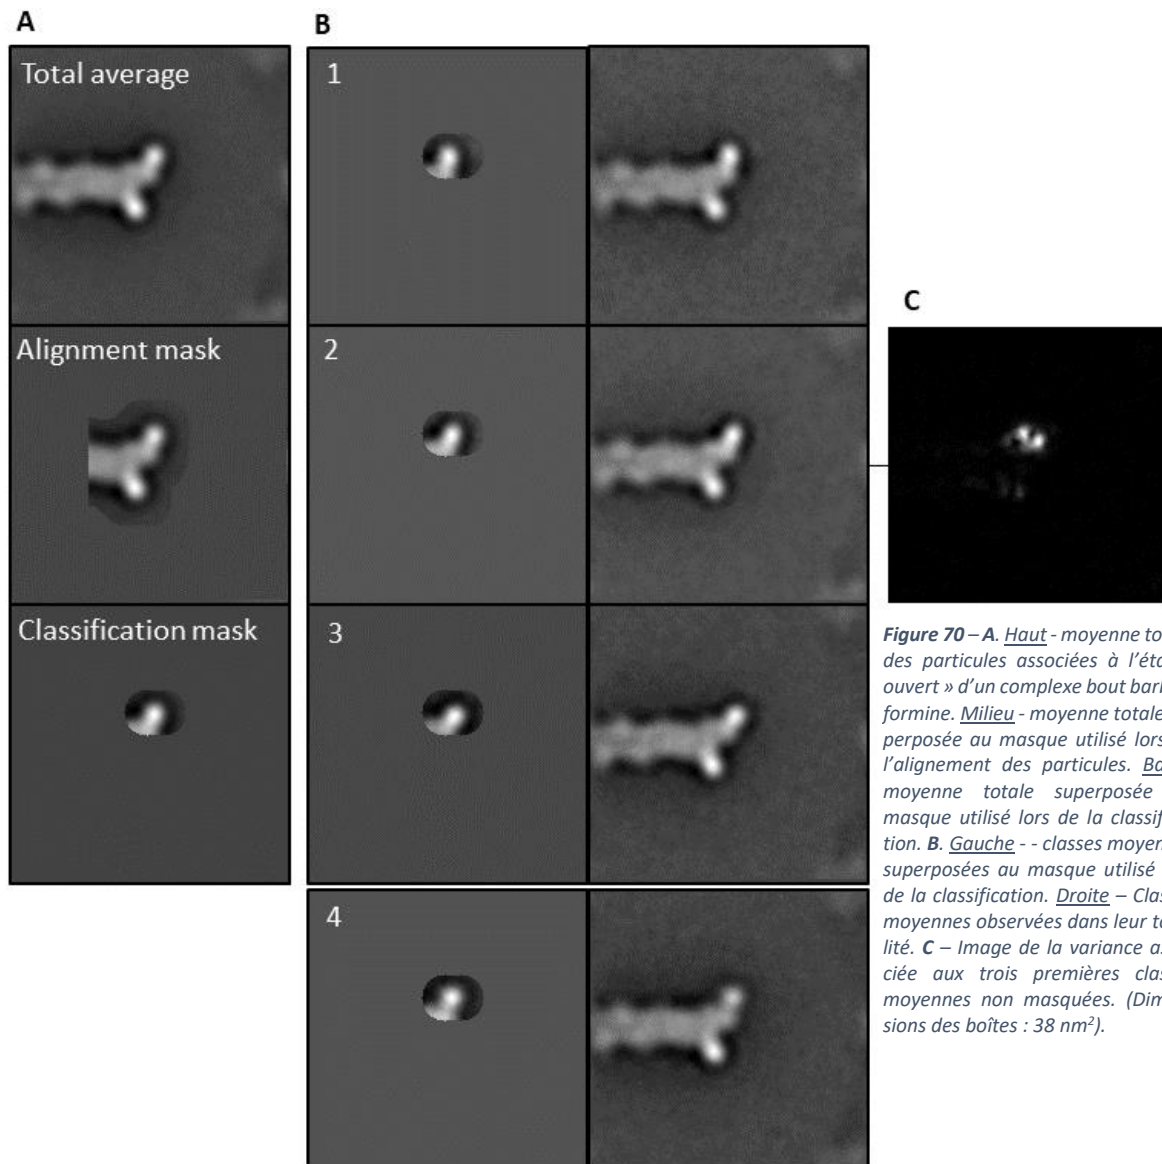 A
B
Total average
1
Alignment mask
2
C
Classification mask
3
4
Figure 70 – A. Haut - moyenne to
des particules associées à l'éta
ouvert » d'un complexe bout bar
formine. Milieu - moyenne totale
perposée au masque utilisé lors
l'alignement des particules. Ba
moyenne totale superposée
masque utilisé lors de la classif
tion. B. Gauche - - classes moyen
superposées au masque utilisé
de la classification. Droite – Clas
moyennes observées dans leur to
lité. C – Image de la variance as
ciée aux trois premières clas
moyennes non masquées. (Dim
sions des boîtes : 38 nm²).